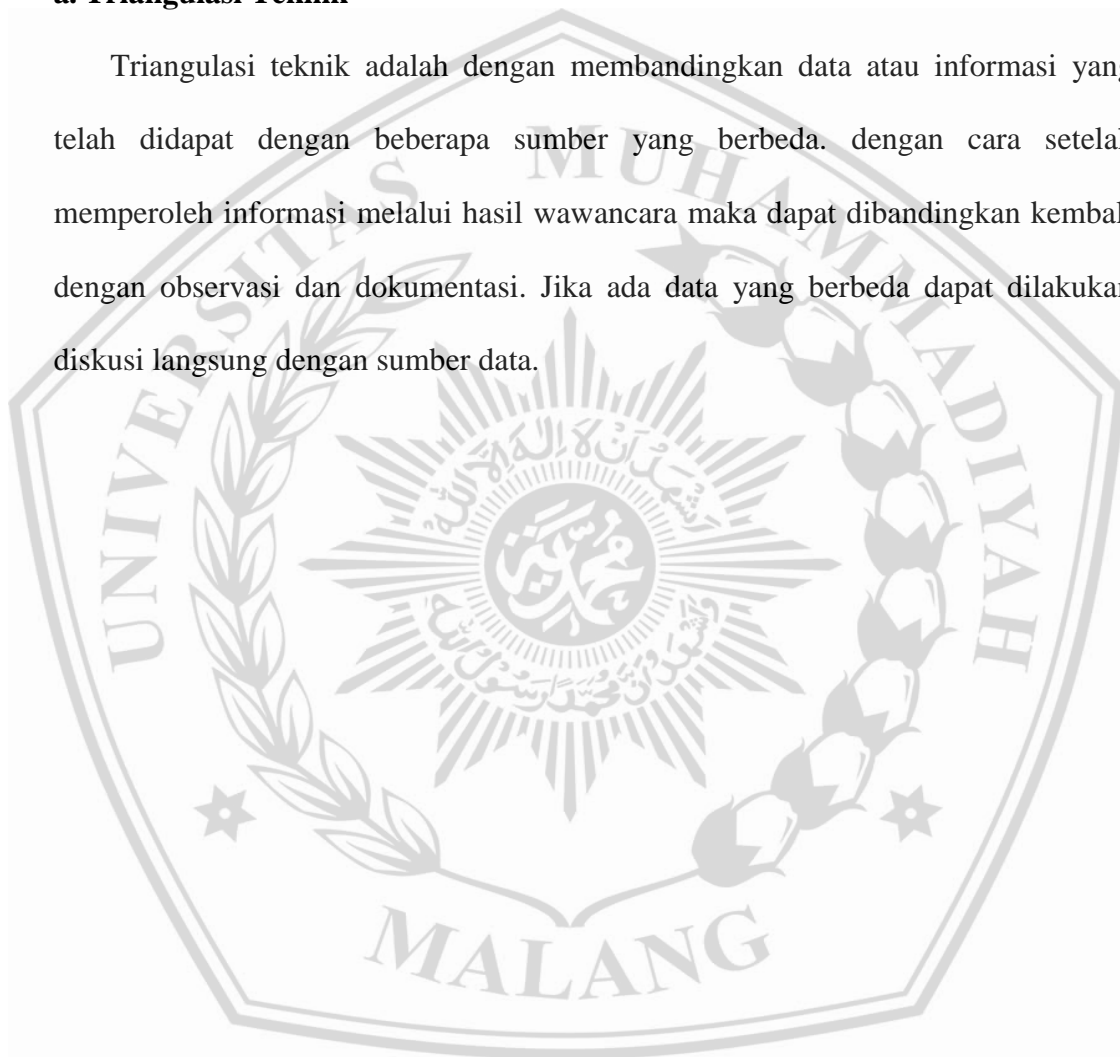 a. Triangulasi Teknik
Triangulasi teknik adalah dengan membandingkan data atau informasi yang
telah didapat dengan beberapa sumber yang berbeda. dengan cara setelah
memperoleh informasi melalui hasil wawancara maka dapat dibandingkan kembali
dengan observasi dan dokumentasi. Jika ada data yang berbeda dapat dilakukan
diskusi langsung dengan sumber data.
UNIVERSITAS MUHAMMADIYAH
MALANG